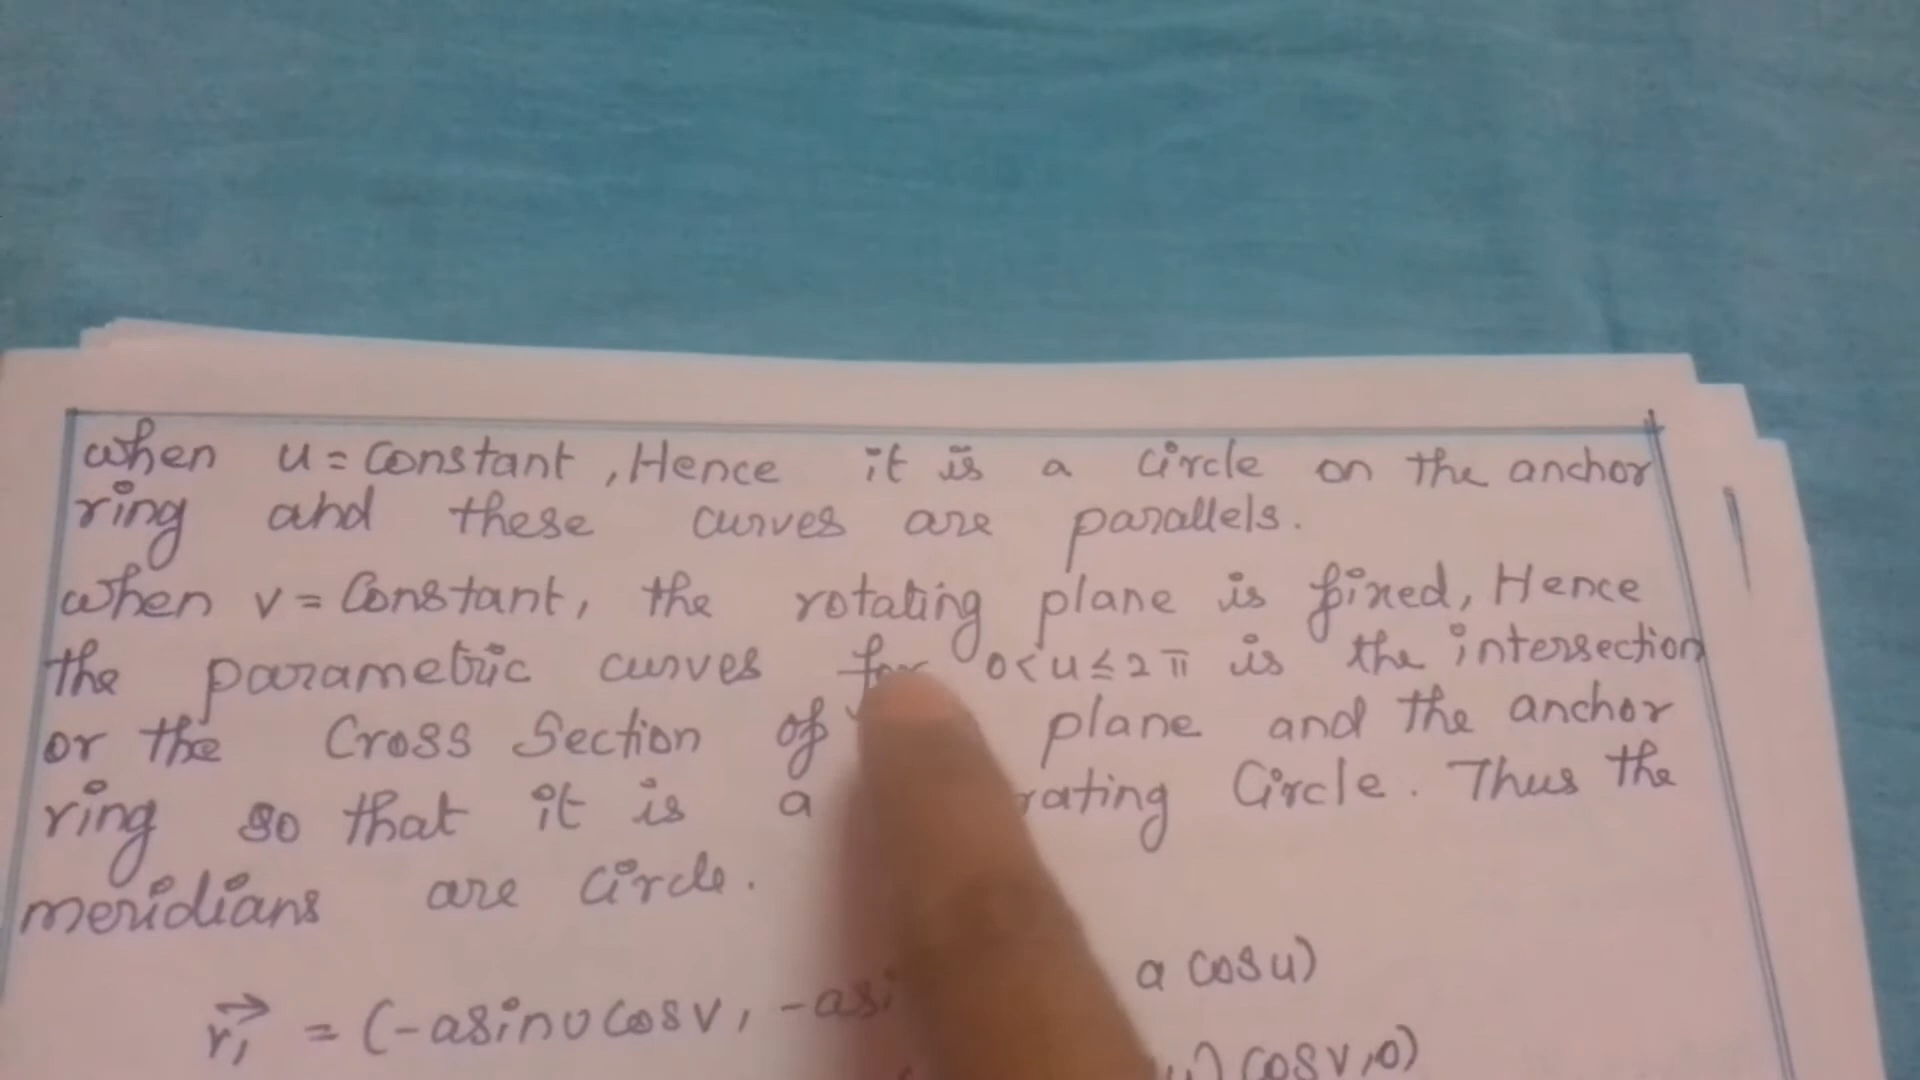 when u = Constant , Hence it is a Circle on the anchor
ring and these curves are parallels.
when v = Constant, the rotating plane is fixed, Hence
the parametric curves for 0<u≤2π is the intersection
or the Cross Section of plane and the anchor
ring so that it is a Circle. Thus the
meridians are Circle.
r₁⃗ = (-asinu cosv, a cosu)
cosv,0)